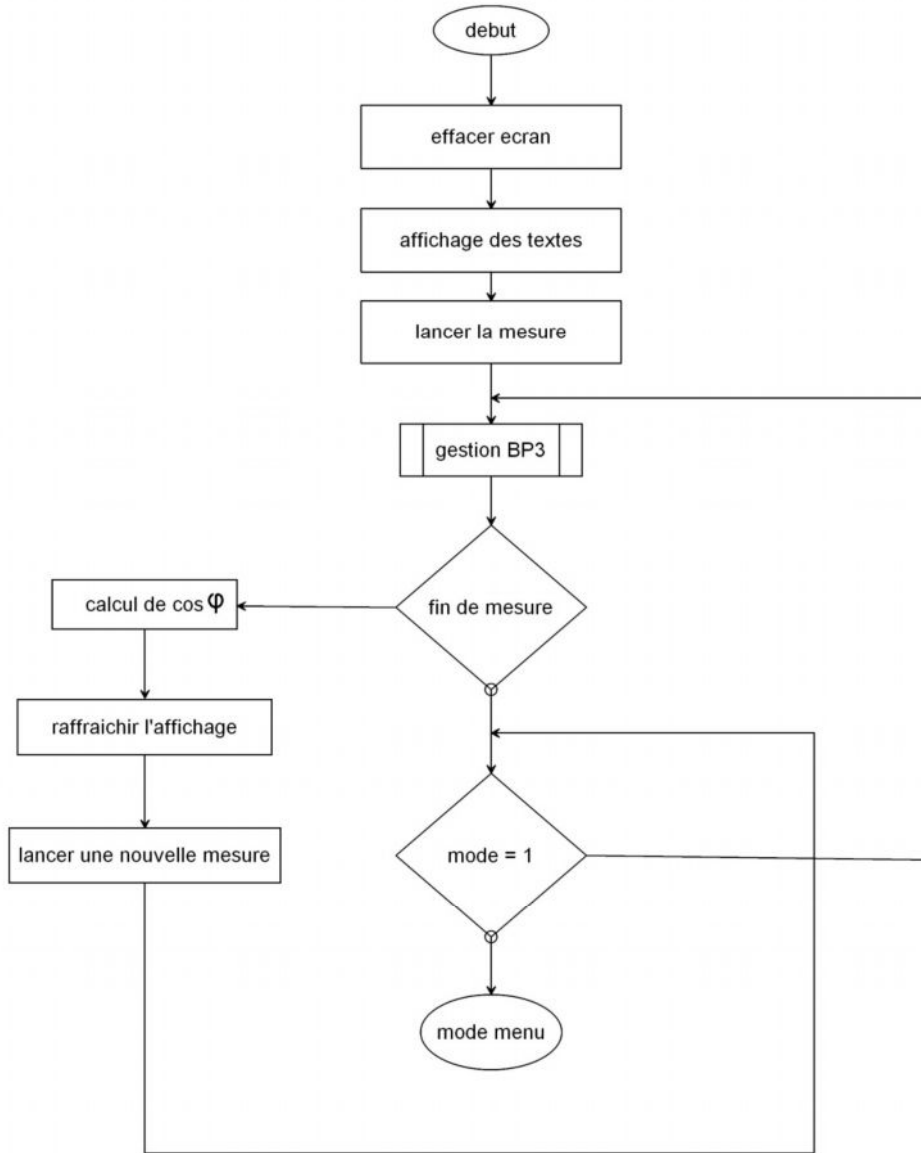 debut
effacer ecran
affichage des textes
lancer la mesure
gestion BP3
fin de mesure
calcul de cos φ
raffraichir l'affichage
lancer une nouvelle mesure
mode = 1
mode menu